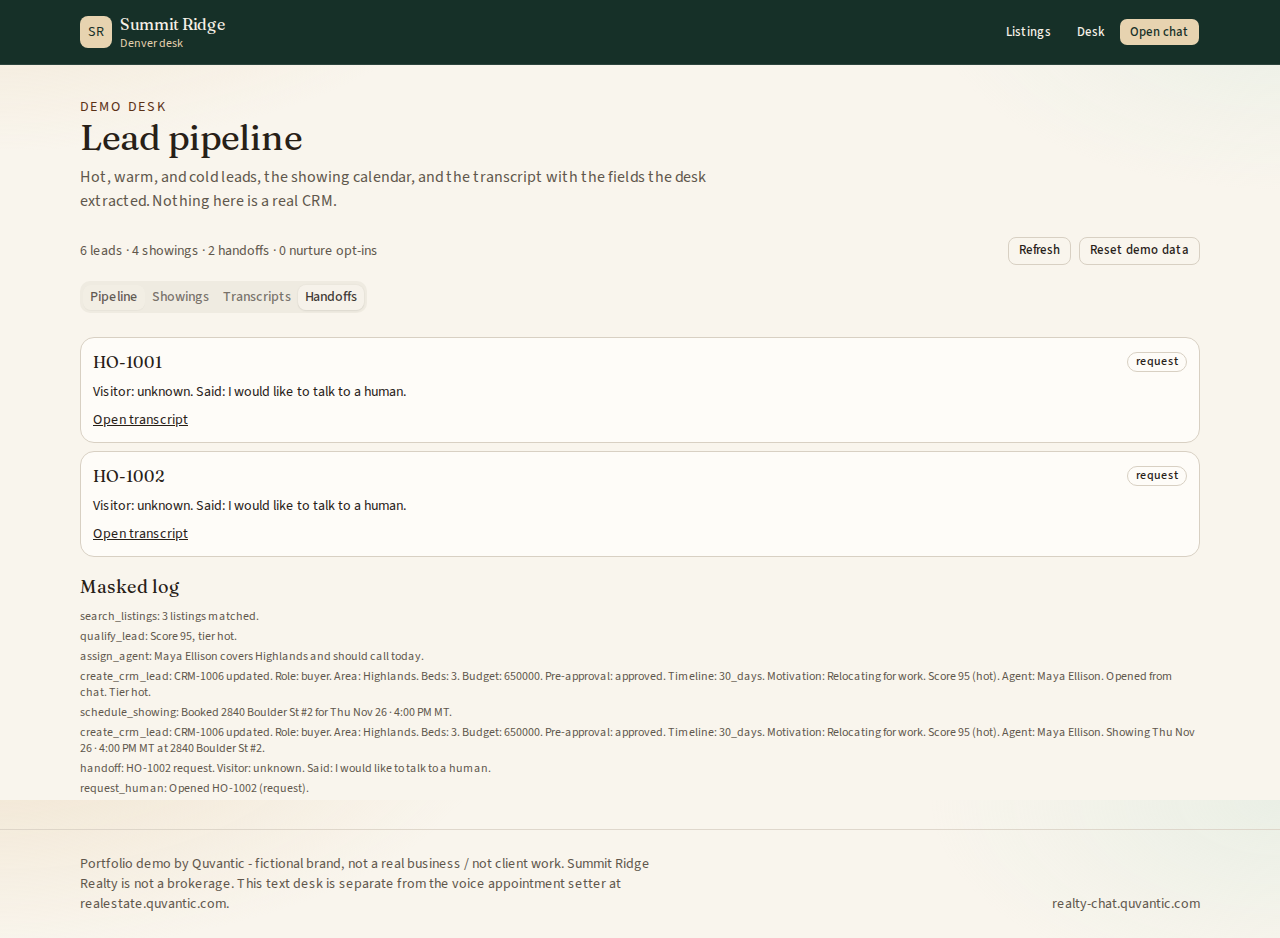 SR
Summit Ridge
Denver desk
Listings
Desk
Open chat
DEMO DESK
Lead pipeline
Hot, warm, and cold leads, the showing calendar, and the transcript with the fields the desk
extracted. Nothing here is a real CRM.
6 leads · 4 showings · 2 handoffs · 0 nurture opt-ins
Refresh
Reset demo data
Pipeline
Showings
Transcripts
Handoffs
HO-1001
request
Visitor: unknown. Said: I would like to talk to a human.
Open transcript
HO-1002
request
Visitor: unknown. Said: I would like to talk to a human.
Open transcript
Masked log
search_listings: 3 listings matched.
qualify_lead: Score 95, tier hot.
assign_agent: Maya Ellison covers Highlands and should call today.
create_crm_lead: CRM-1006 updated. Role: buyer. Area: Highlands. Beds: 3. Budget: 650000. Pre-approval: approved. Timeline: 30_days. Motivation: Relocating for work. Score 95 (hot). Agent: Maya Ellison. Opened from
chat. Tier hot.
schedule_showing: Booked 2840 Boulder St #2 for Thu Nov 26 · 4:00 PM MT.
create_crm_lead: CRM-1006 updated. Role: buyer. Area: Highlands. Beds: 3. Budget: 650000. Pre-approval: approved. Timeline: 30_days. Motivation: Relocating for work. Score 95 (hot). Agent: Maya Ellison. Showing Thu Nov
26 · 4:00 PM MT at 2840 Boulder St #2.
handoff: HO-1002 request. Visitor: unknown. Said: I would like to talk to a human.
request_human: Opened HO-1002 (request).
Portfolio demo by Quvantic - fictional brand, not a real business / not client work. Summit Ridge
Realty is not a brokerage. This text desk is separate from the voice appointment setter at
realestate.quvantic.com.
realty-chat.quvantic.com